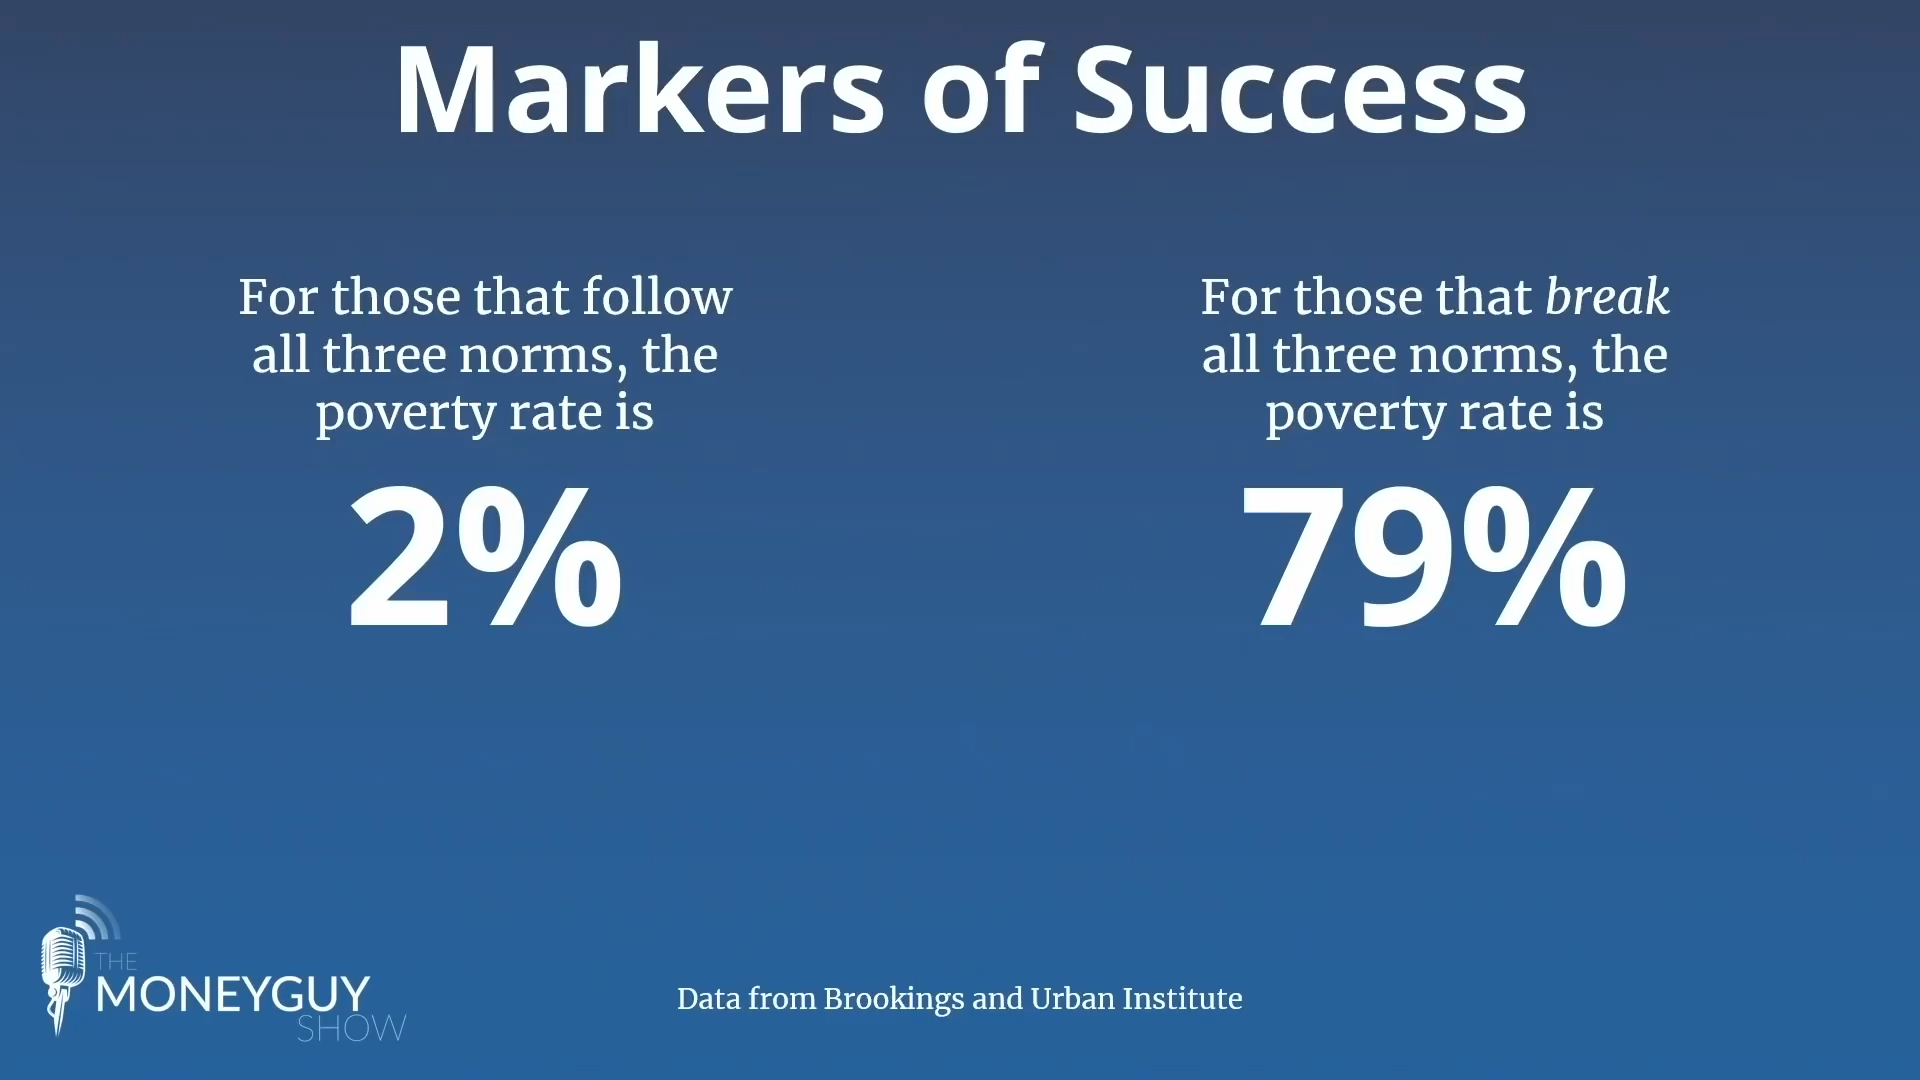 Markers of Success
For those that follow
all three norms, the
poverty rate is
2%
For those that break
all three norms, the
poverty rate is
79%
THE
MONEYGUY
SHOW
Data from Brookings and Urban Institute